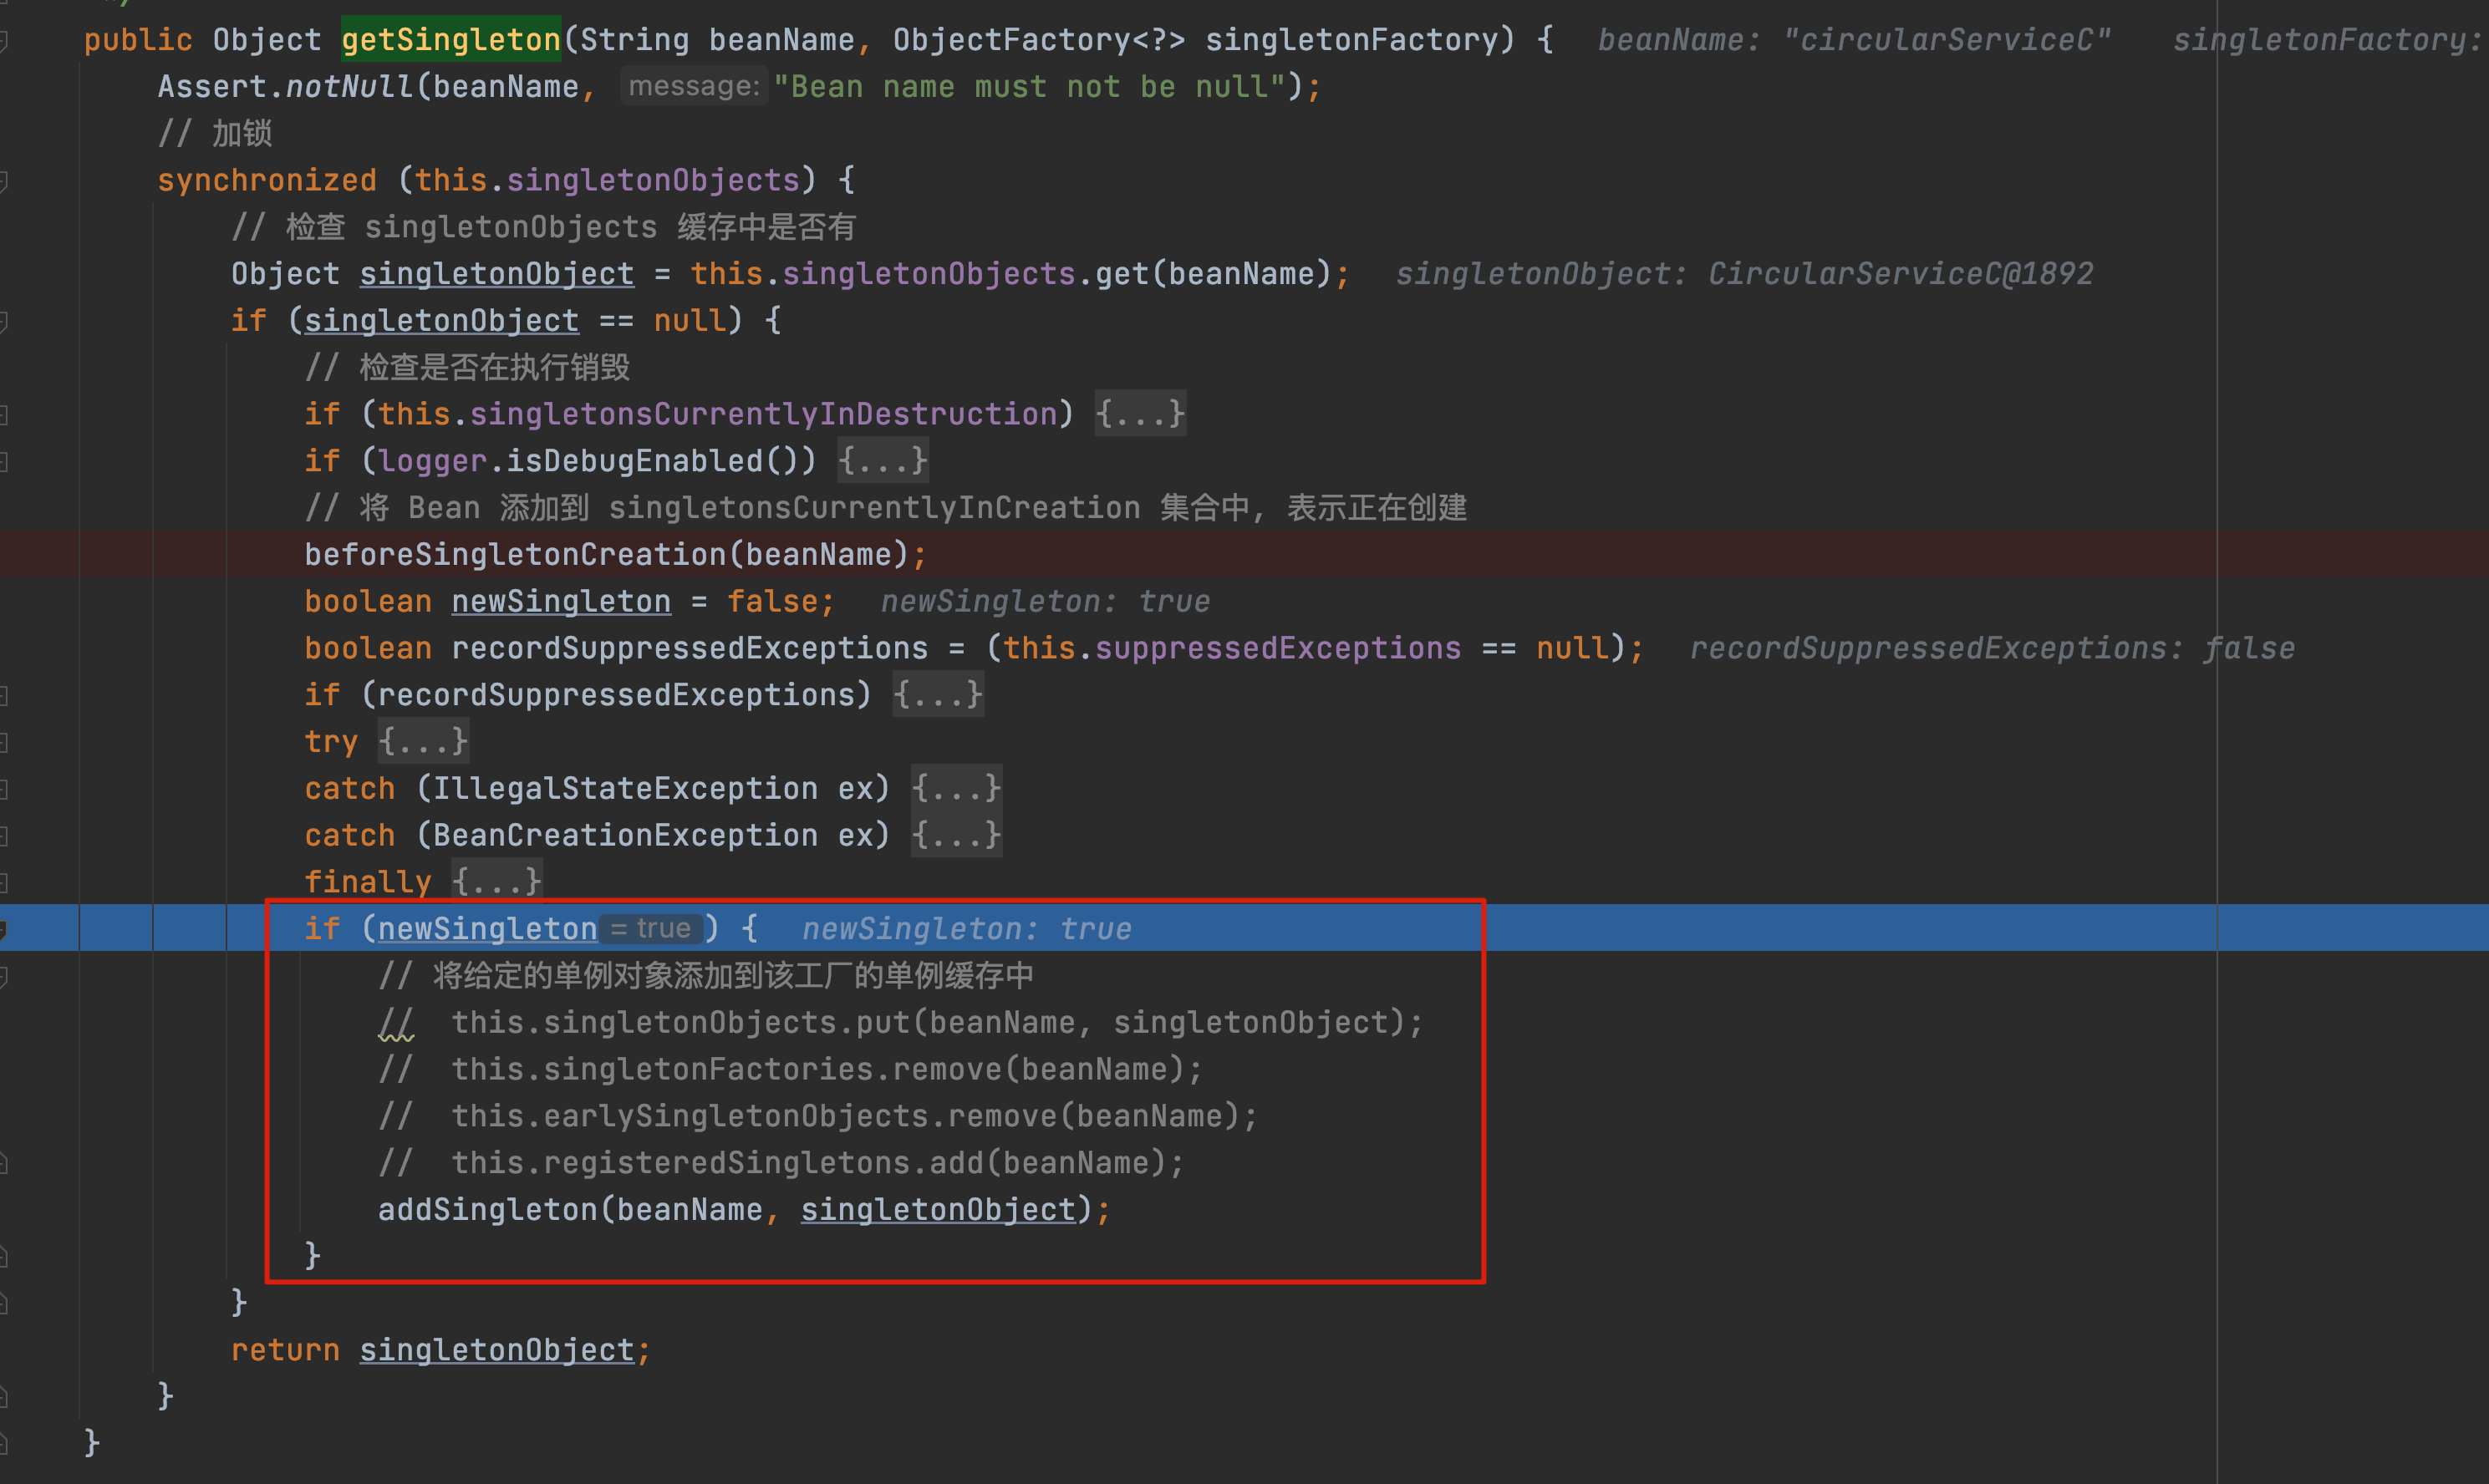 public Object getSingleton(String beanName, ObjectFactory<?> singletonFactory) {   beanName: "circularServiceC"   singletonFactory:
Assert.notNull(beanName, message: "Bean name must not be null");
// 加锁
synchronized (this.singletonObjects) {
// 检查 singletonObjects 缓存中是否有
Object singletonObject = this.singletonObjects.get(beanName);   singletonObject: CircularServiceC@1892
if (singletonObject == null) {
// 检查是否在执行销毁
if (this.singletonsCurrentlyInDestruction) {...}
if (logger.isDebugEnabled()) {...}
// 将 Bean 添加到 singletonsCurrentlyInCreation 集合中, 表示正在创建
beforeSingletonCreation(beanName);
boolean newSingleton = false;   newSingleton: true
boolean recordSuppressedExceptions = (this.suppressedExceptions == null);   recordSuppressedExceptions: false
if (recordSuppressedExceptions) {...}
try {...}
catch (IllegalStateException ex) {...}
catch (BeanCreationException ex) {...}
finally {...}
if (newSingleton = true ) {   newSingleton: true
// 将给定的单例对象添加到该工厂的单例缓存中
//  this.singletonObjects.put(beanName, singletonObject);
//  this.singletonFactories.remove(beanName);
//  this.earlySingletonObjects.remove(beanName);
//  this.registeredSingletons.add(beanName);
addSingleton(beanName, singletonObject);
}
}
return singletonObject;
}
}